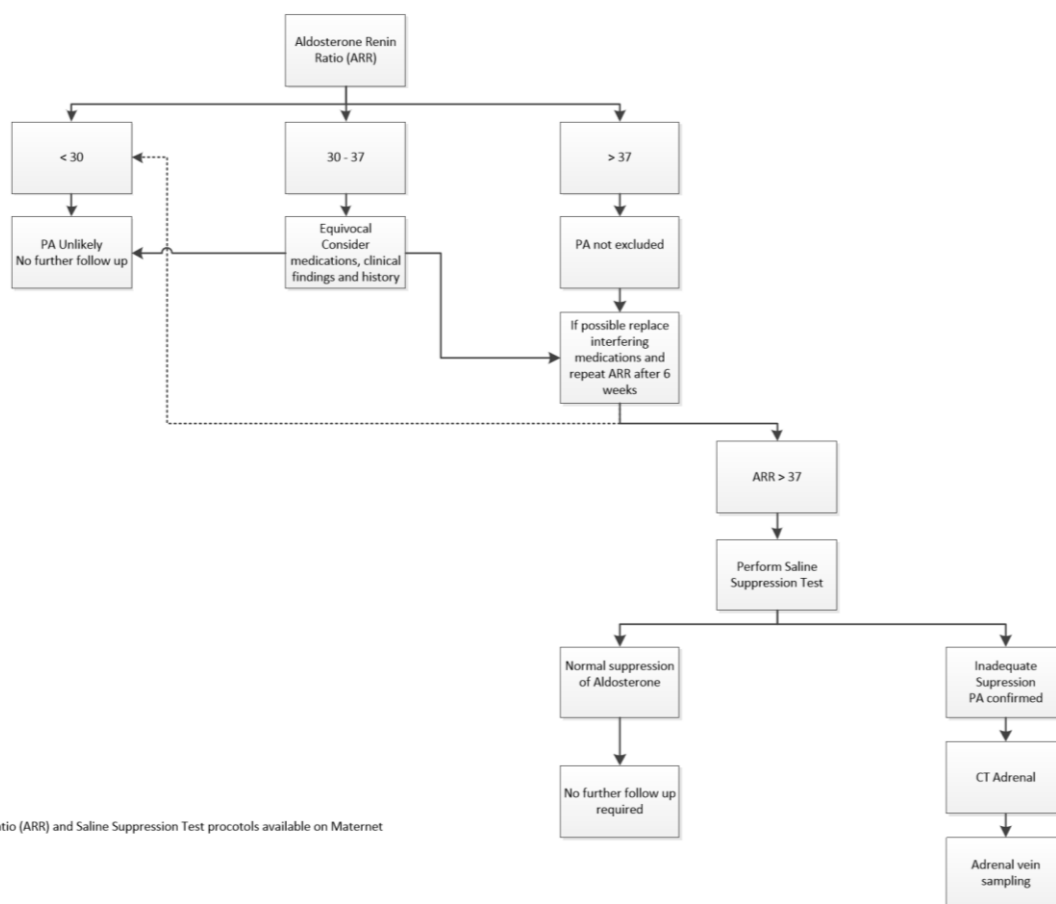 Aldosterone Renin
Ratio (ARR)
< 30
30 - 37
> 37
PA Unlikely
No further follow up
Equivocal
Consider
medications, clinical
findings and history
PA not excluded
If possible replace
interfering
medications and
repeat ARR after 6
weeks
ARR > 37
Perform Saline
Suppression Test
Normal suppression
of Aldosterone
Inadequate
Supression
PA confirmed
No further follow up
required
CT Adrenal
Adrenal vein
sampling
(ARR) and Saline Suppression Test procotols available on Maternet